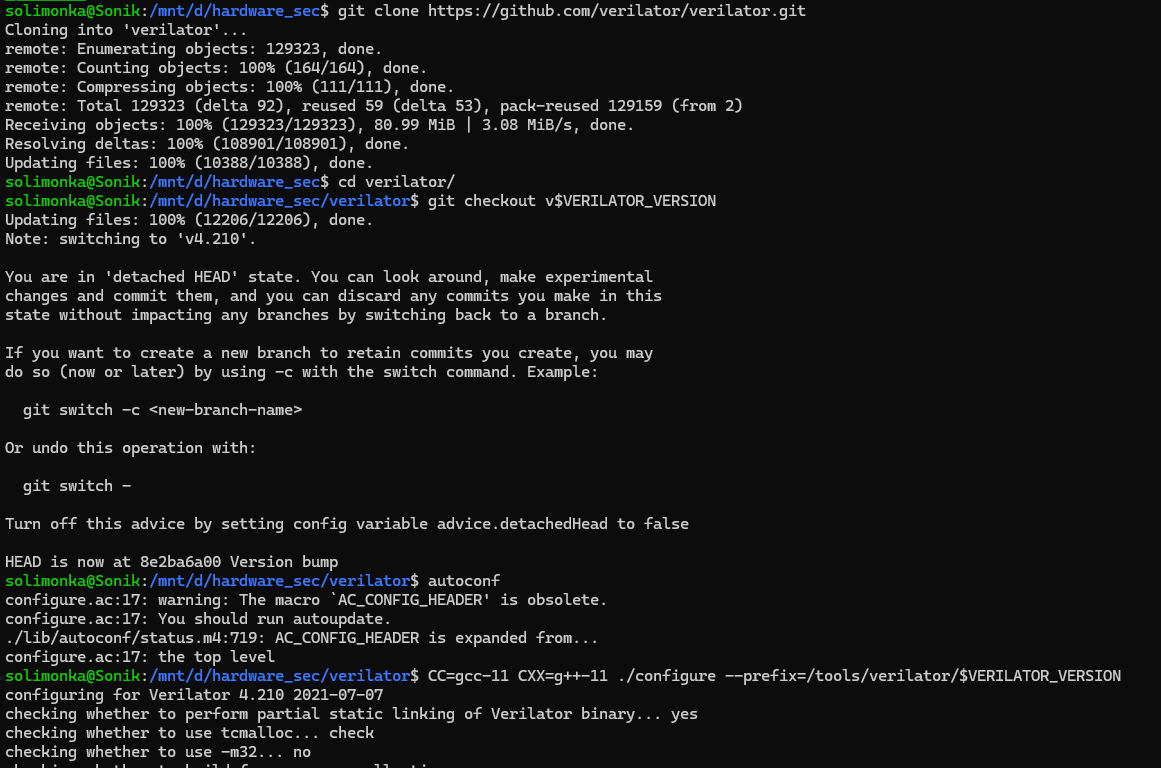 solimonka@Sonik:/mnt/d/hardware_sec$ git clone https://github.com/verilator/verilator.git
Cloning into 'verilator'...
remote: Enumerating objects: 129323, done.
remote: Counting objects: 100% (164/164), done.
remote: Compressing objects: 100% (111/111), done.
remote: Total 129323 (delta 92), reused 59 (delta 53), pack-reused 129159 (from 2)
Receiving objects: 100% (129323/129323), 80.99 MiB | 3.08 MiB/s, done.
Resolving deltas: 100% (108901/108901), done.
Updating files: 100% (10388/10388), done.
solimonka@Sonik:/mnt/d/hardware_sec$ cd verilator/
solimonka@Sonik:/mnt/d/hardware_sec/verilator$ git checkout v$VERILATOR_VERSION
Updating files: 100% (12206/12206), done.
Note: switching to 'v4.210'.

You are in 'detached HEAD' state. You can look around, make experimental
changes and commit them, and you can discard any commits you make in this
state without impacting any branches by switching back to a branch.

If you want to create a new branch to retain commits you create, you may
do so (now or later) by using -c with the switch command. Example:

  git switch -c <new-branch-name>

Or undo this operation with:

  git switch -

Turn off this advice by setting config variable advice.detachedHead to false

HEAD is now at 8e2ba6a00 Version bump
solimonka@Sonik:/mnt/d/hardware_sec/verilator$ autoconf
configure.ac:17: warning: The macro `AC_CONFIG_HEADER' is obsolete.
configure.ac:17: You should run autoupdate.
./lib/autoconf/status.m4:719: AC_CONFIG_HEADER is expanded from...
configure.ac:17: the top level
solimonka@Sonik:/mnt/d/hardware_sec/verilator$ CC=gcc-11 CXX=g++-11 ./configure --prefix=/tools/verilator/$VERILATOR_VERSION
configuring for Verilator 4.210 2021-07-07
checking whether to perform partial static linking of Verilator binary... yes
checking whether to use tcmalloc... check
checking whether to use -m32... no